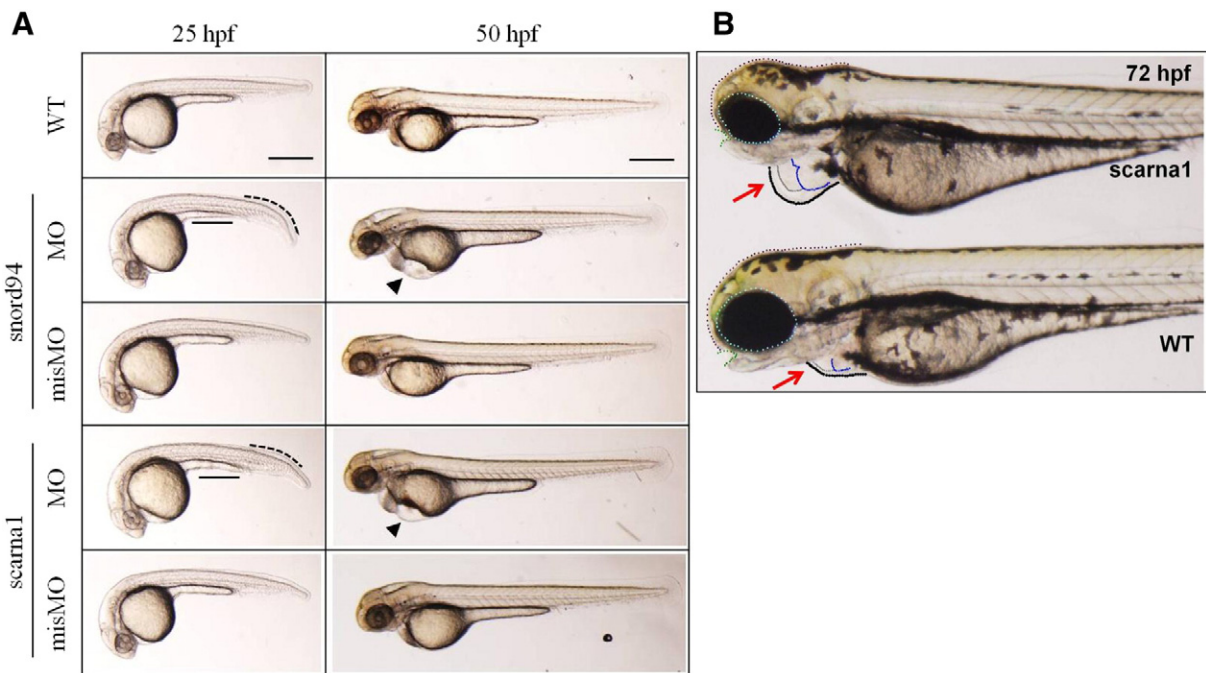 A
B
25 hpf
50 hpf
WT
snord94
MO
misMO
scarna1
MO
misMO
72 hpf
scarna1
WT